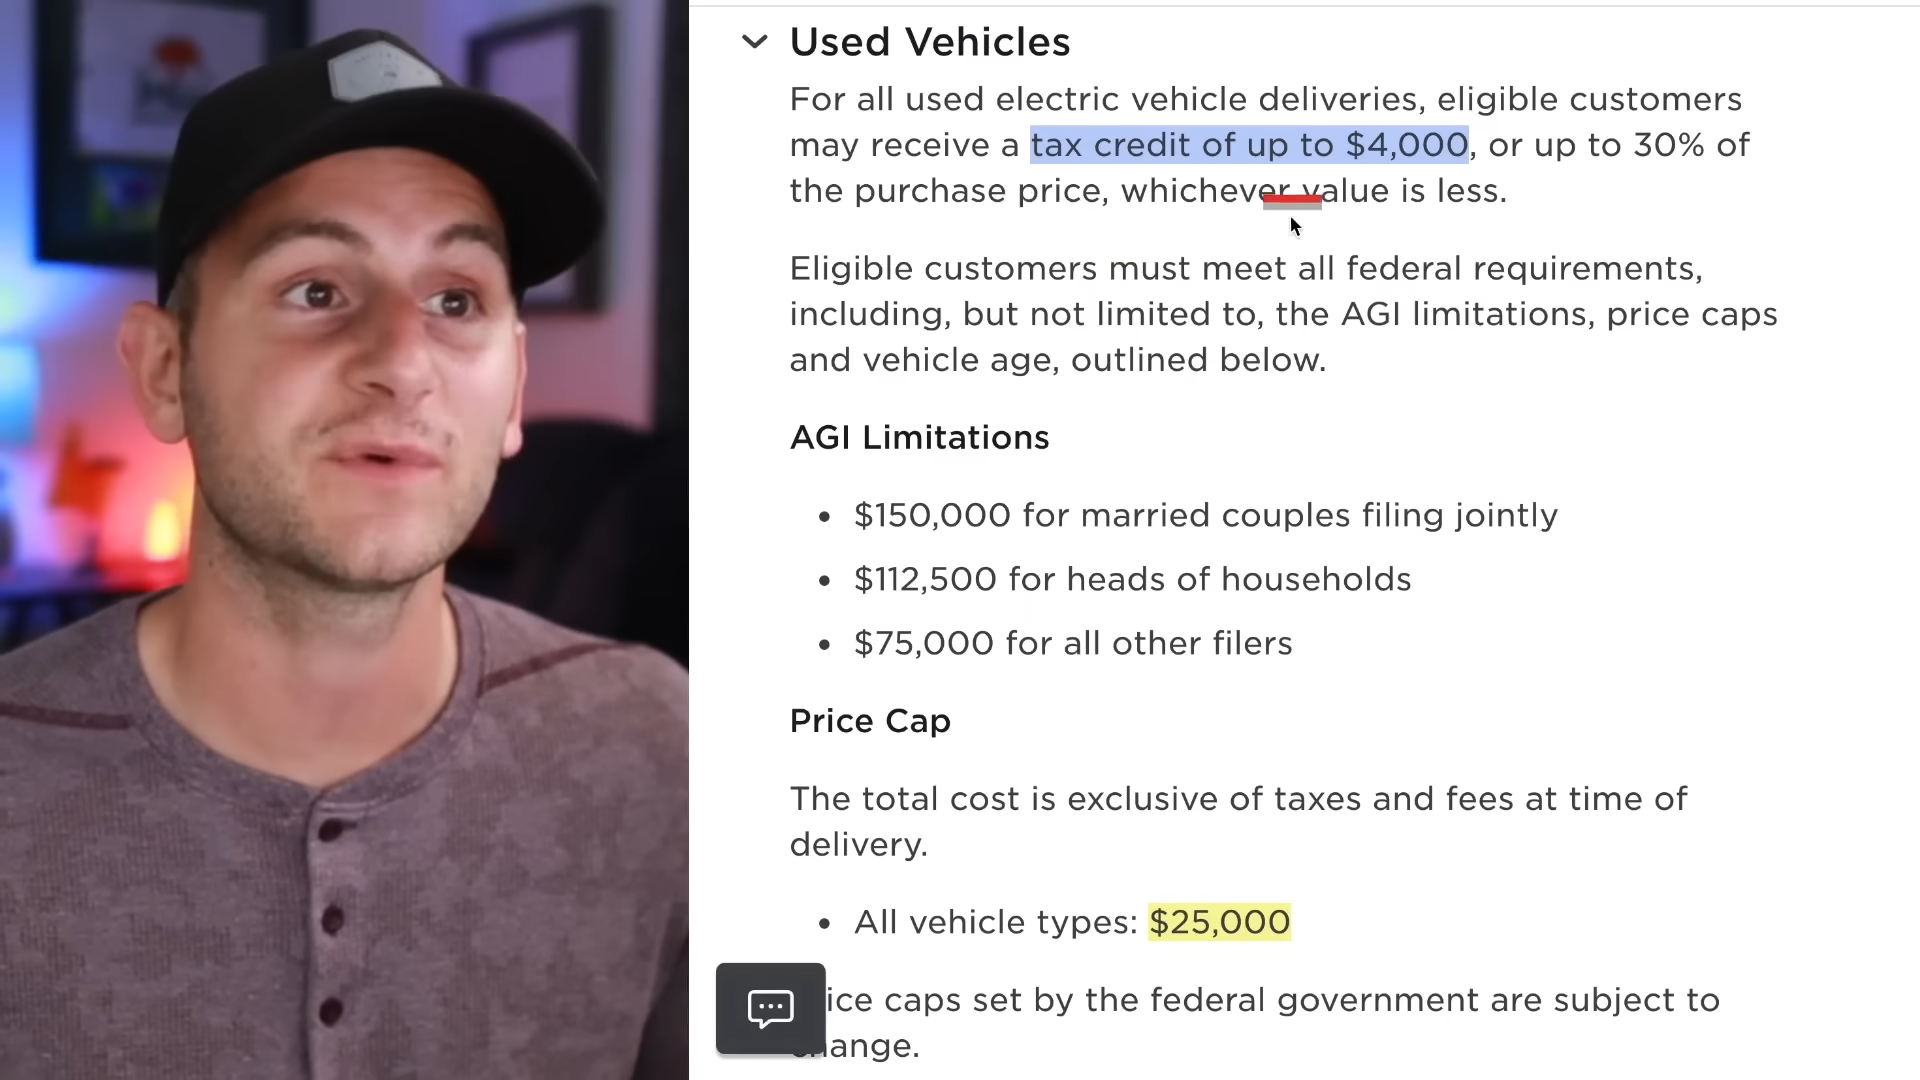 Used Vehicles
For all used electric vehicle deliveries, eligible customers
may receive a tax credit of up to $4,000, or up to 30% of
the purchase price, whichever value is less.
Eligible customers must meet all federal requirements,
including, but not limited to, the AGI limitations, price caps
and vehicle age, outlined below.
AGI Limitations
• $150,000 for married couples filing jointly
• $112,500 for heads of households
• $75,000 for all other filers
Price Cap
The total cost is exclusive of taxes and fees at time of
delivery.
• All vehicle types: $25,000
ice caps set by the federal government are subject to
hange.